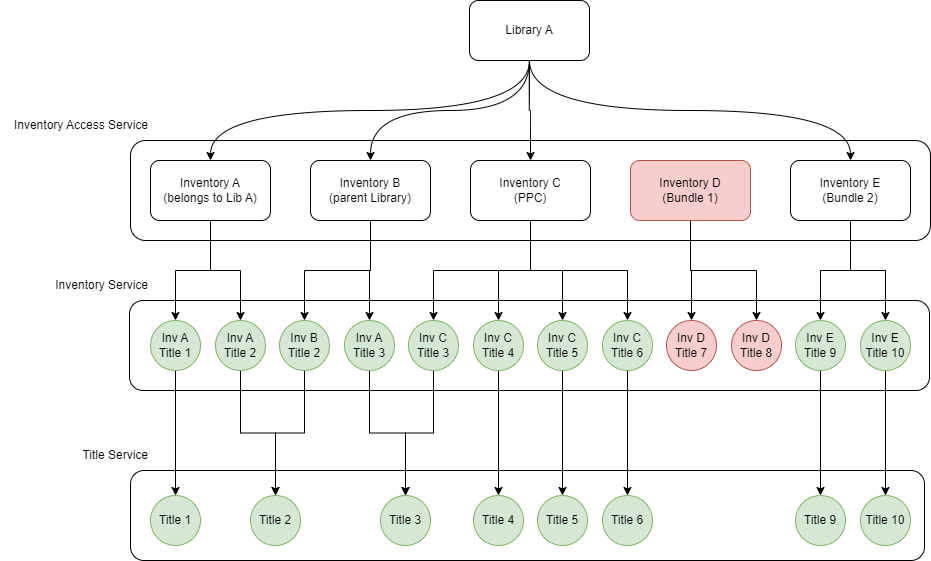 Library A
Inventory Access Service
Inventory A
(belongs to Lib A)
Inventory B
(parent Library)
Inventory C
(PPC)
Inventory D
(Bundle 1)
Inventory E
(Bundle 2)
Inventory Service
Inv A
Title 1
Inv A
Title 2
Inv B
Title 2
Inv A
Title 3
Inv C
Title 3
Inv C
Title 4
Inv C
Title 5
Inv C
Title 6
Inv D
Title 7
Inv D
Title 8
Inv E
Title 9
Inv E
Title 10
Title Service
Title 1
Title 2
Title 3
Title 4
Title 5
Title 6
Title 9
Title 10